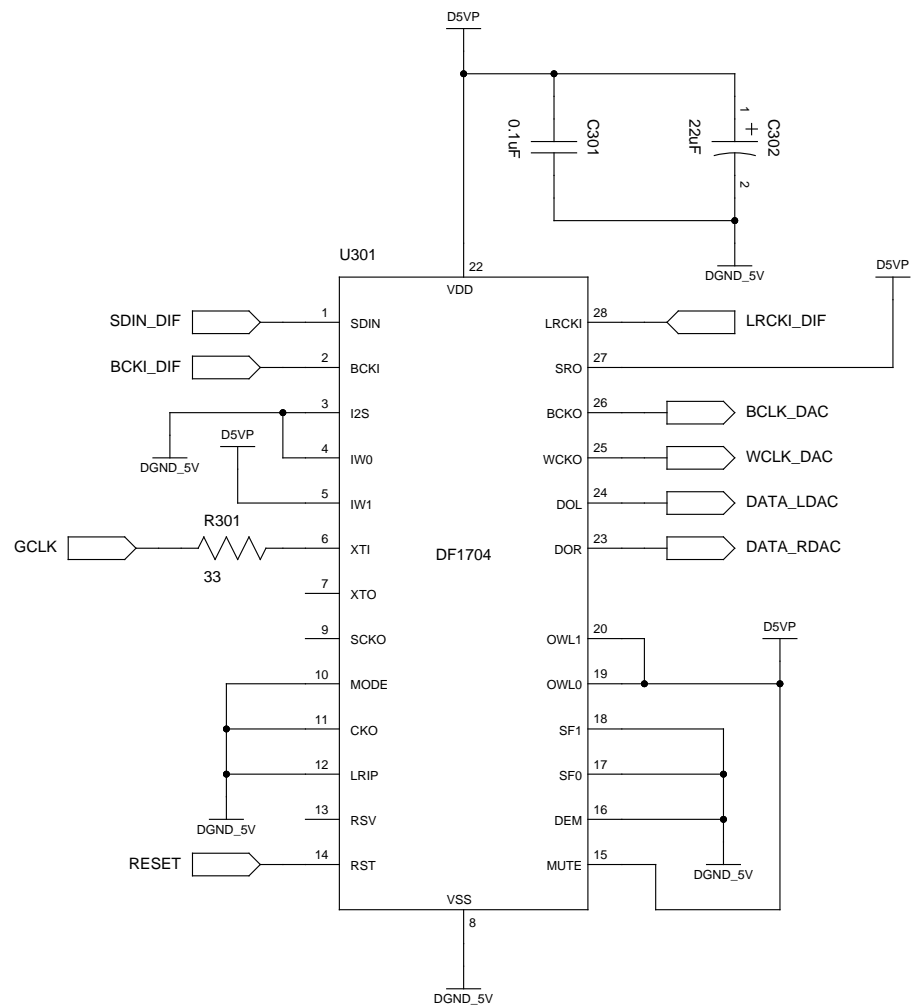 D5VP
1
C302
+
22uF
2
C301
0.1uF
DGND_5V
U301
22
VDD
D5VP
SDIN_DIF
1
SDIN
LRCKI
28
LRCKI_DIF
BCKI_DIF
2
BCKI
SRO
27
3
I2S
BCKO
26
BCLK_DAC
D5VP
DGND_5V
4
IW0
WCKO
25
WCLK_DAC
5
IW1
DOL
24
DATA_LDAC
R301
GCLK
33
6
XTI
DF1704
DOR
23
DATA_RDAC
7
XTO
9
SCKO
OWL1
20
D5VP
10
MODE
OWL0
19
11
CKO
SF1
18
12
LRIP
SF0
17
DGND_5V
13
RSV
DEM
16
RESET
14
RST
MUTE
15
DGND_5V
VSS
8
DGND_5V